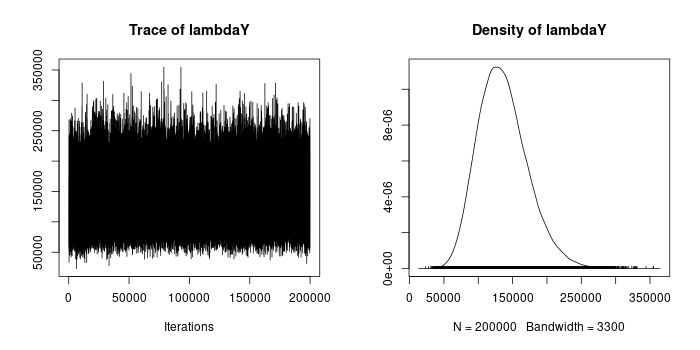 Trace of lambdaY
350000
250000
150000
50000
0
50000
100000
150000
200000
Iterations
Density of lambdaY
8e-06
4e-06
0e+00
0
50000
150000
250000
350000
N = 200000 Bandwidth = 3300